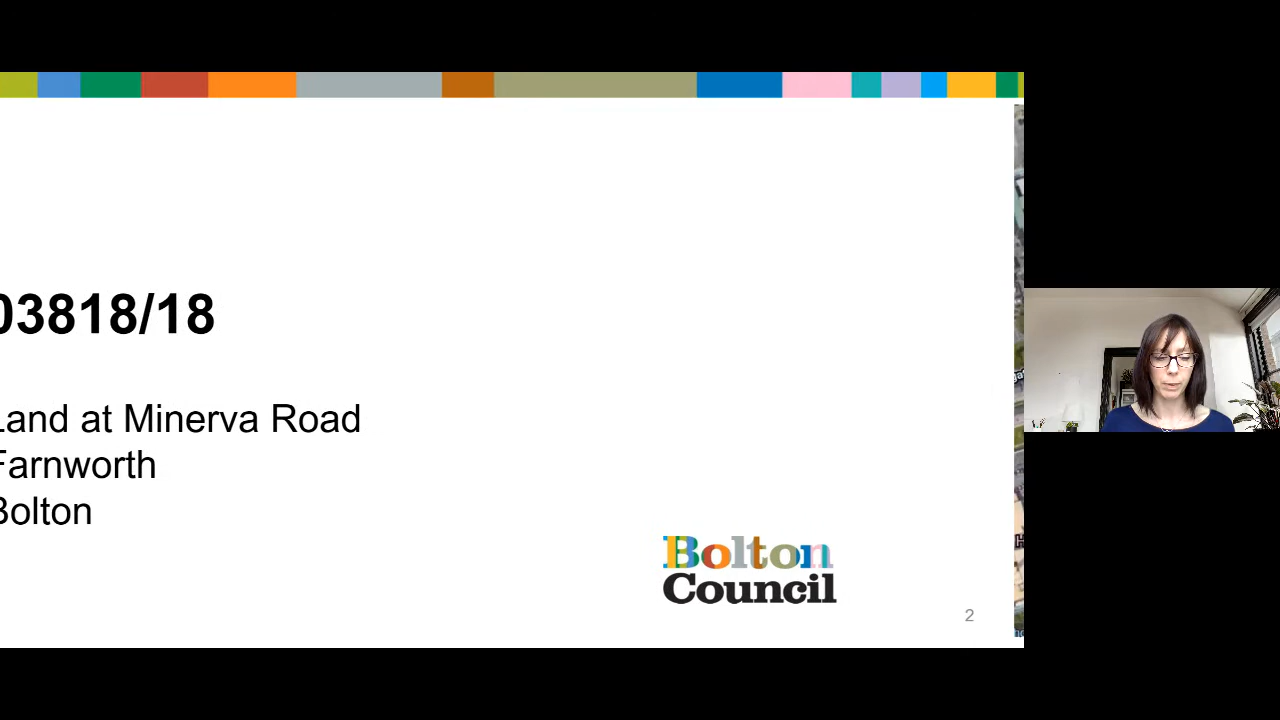 03818/18
Land at Minerva Road
Farnworth
Bolton
Bolton
Council
2